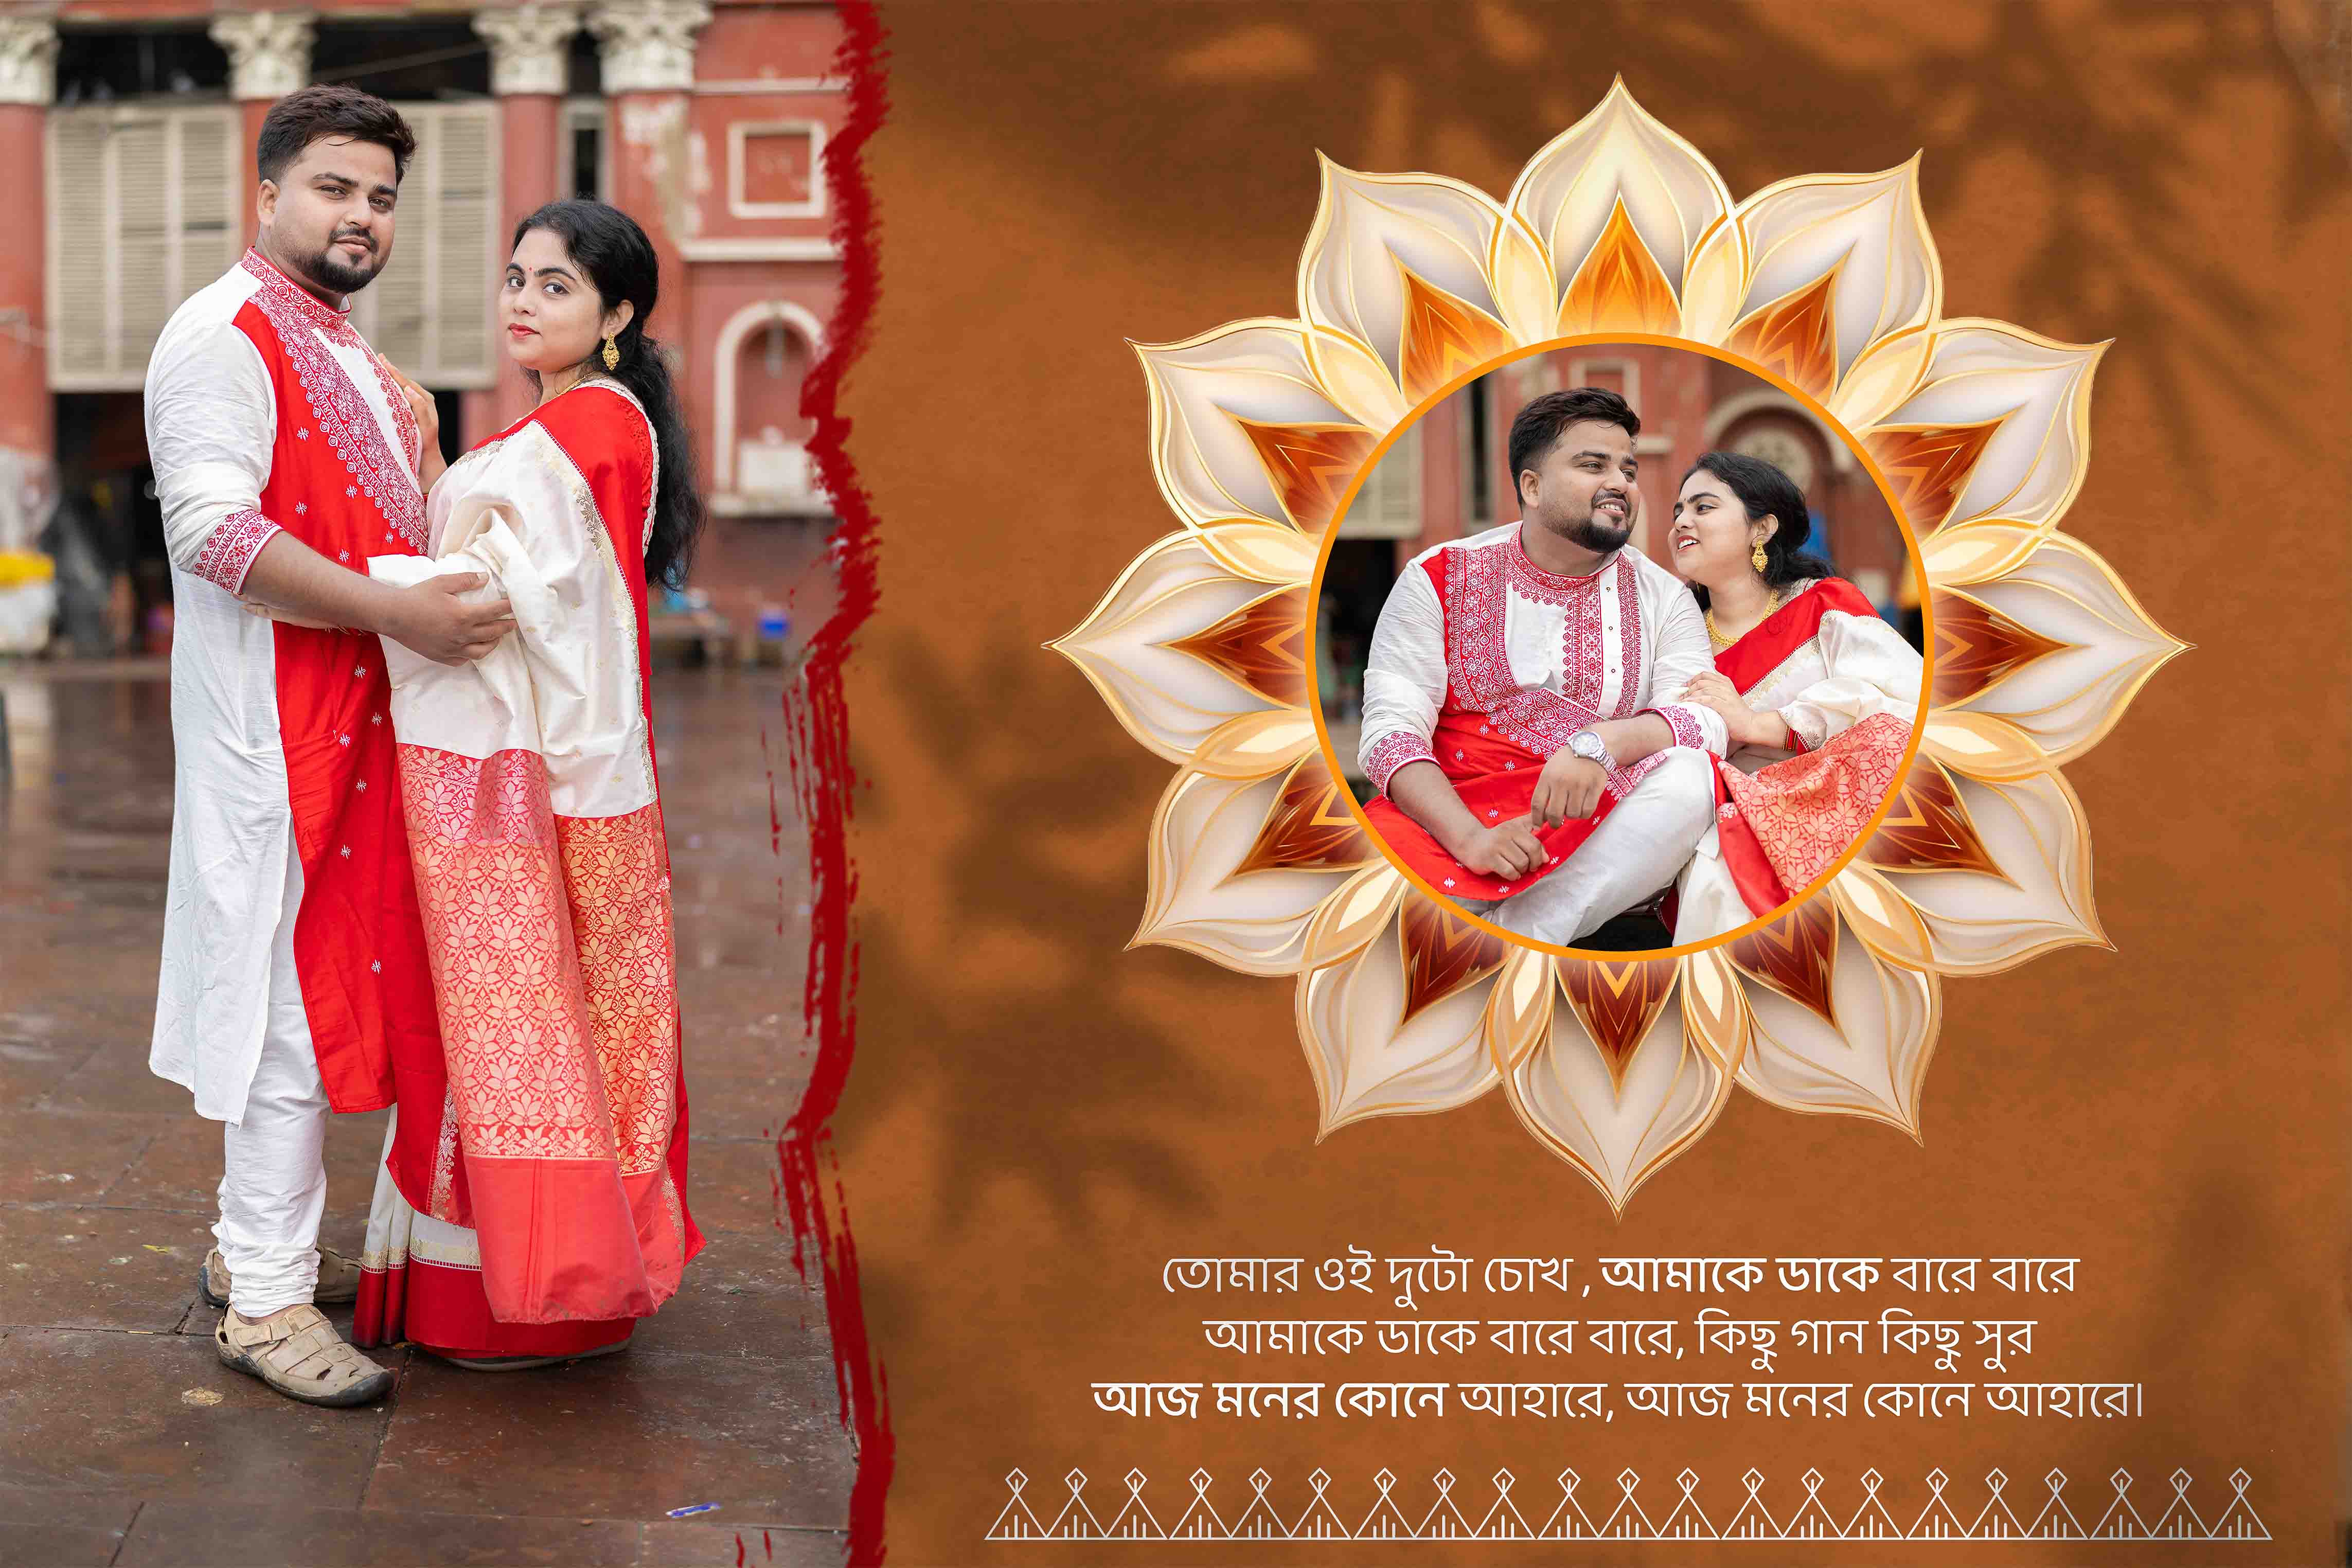 তোমার ওই দুটো চোখ , আমাকে ডাকে বারে বারে
আমাকে ডাকে বারে বারে, কিছু গান কিছু সুর
আজ মনের কোনে আহারে, আজ মনের কোনে আহারে।